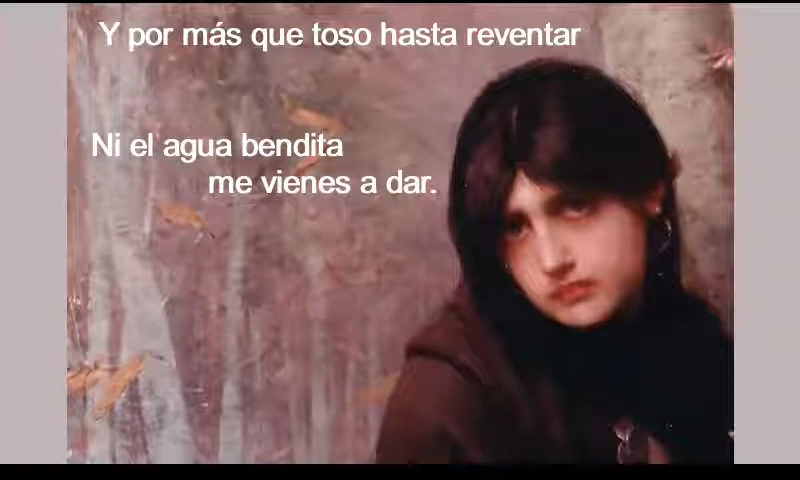 Y por más que toso hasta reventar
Ni el agua bendita
me vienes a dar.